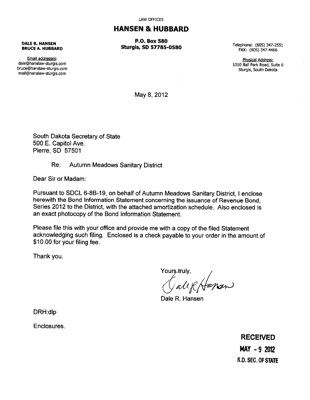 LAW OFFICES
HANSEN & HUBBARD
DALE R. HANSEN
BRUCE A. HUBBARD
P.O. Box 580
Sturgis, SD 57785-0580
Telephone: (605) 347-2551
FAX: (605) 347-4466
Email addresses:
dale@hanslaw-sturgis.com
bruce@hanslaw-sturgis.com
mail@hanslaw-sturgis.com
Physical Address:
1010 Ball Park Road, Suite 6
Sturgis, South Dakota
May 8, 2012
South Dakota Secretary of State
500 E. Capitol Ave.
Pierre, SD 57501
Re: Autumn Meadows Sanitary District
Dear Sir or Madam:
Pursuant to SDCL 6-8B-19, on behalf of Autumn Meadows Sanitary District, I enclose
herewith the Bond Information Statement concerning the issuance of Revenue Bond,
Series 2012 to the District, with the attached amortization schedule. Also enclosed is
an exact photocopy of the Bond Information Statement.
Please file this with your office and provide me with a copy of the filed Statement
acknowledging such filing. Enclosed is a check payable to your order in the amount of
$10.00 for your filing fee.
Thank you.
Yours truly,
Dale R Hansen
Dale R. Hansen
DRH:dlp
Enclosures.
RECEIVED
MAY - 9 2012
S.D. SEC. OF STATE